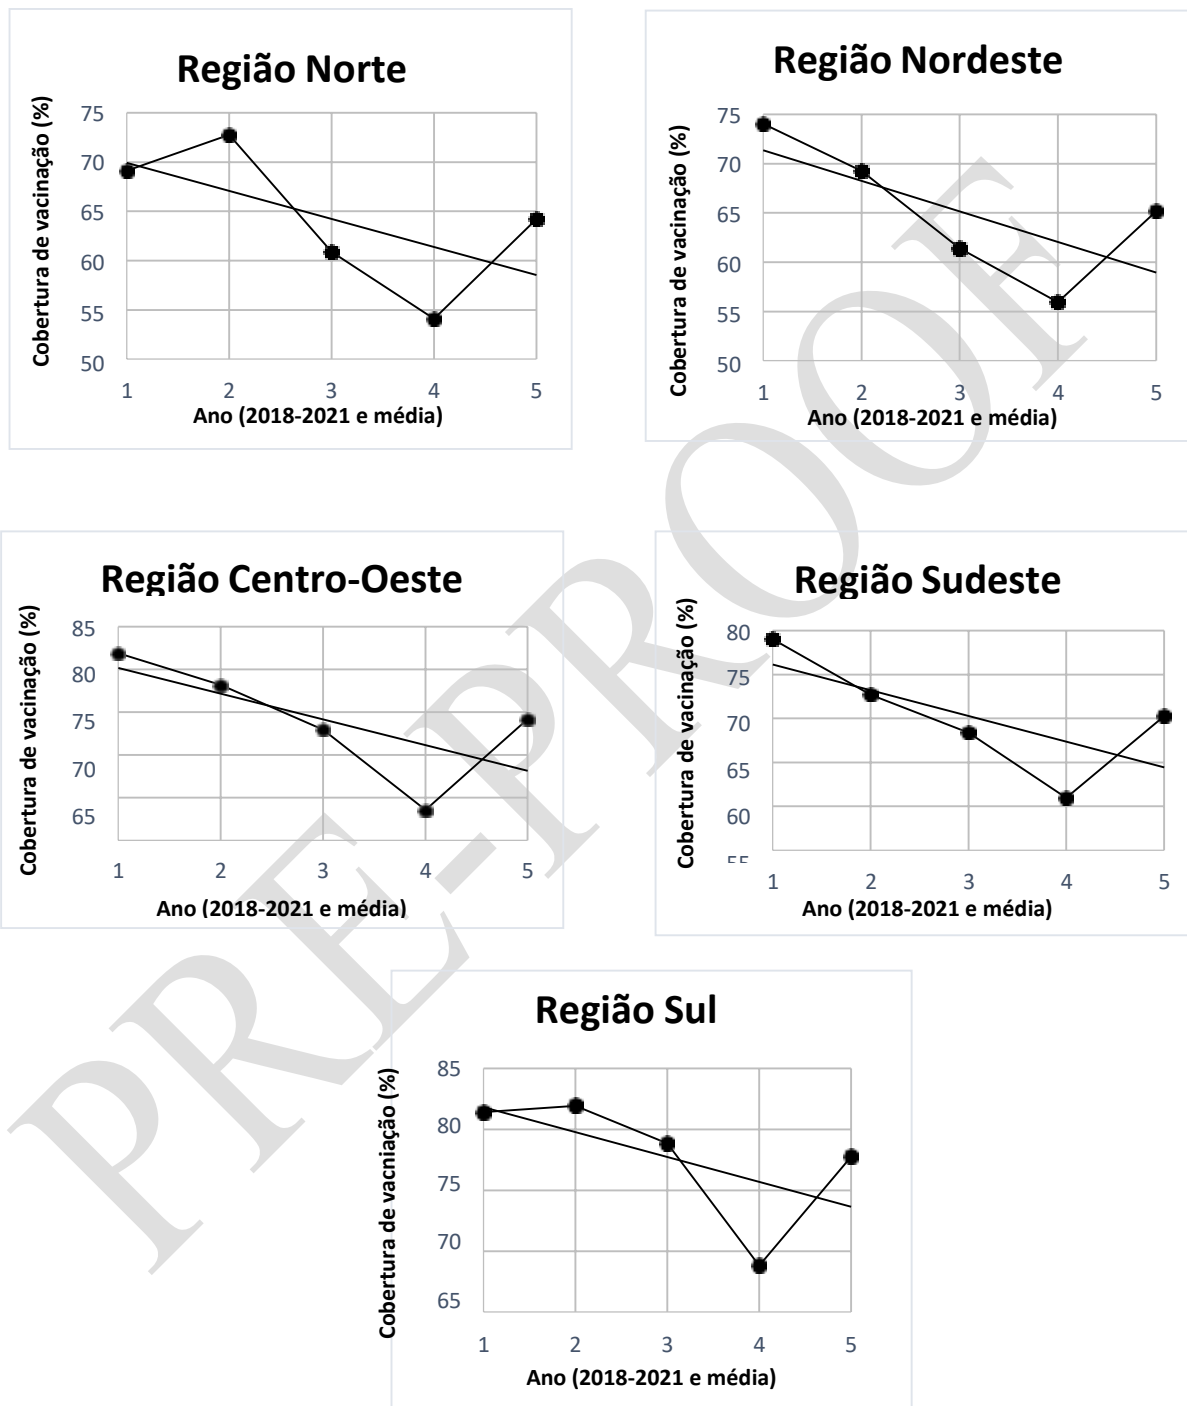 Região Norte
Cobertura de vacinação (%)
75
70
65
60
55
50
1 2 3 4 5
Ano (2018-2021 e média)
Região Nordeste
Cobertura de vacinação (%)
75
70
65
60
55
50
1 2 3 4 5
Ano (2018-2021 e média)
Região Centro-Oeste
Cobertura de vacinação (%)
85
80
75
70
65
1 2 3 4 5
Ano (2018-2021 e média)
Região Sudeste
Cobertura de vacinação (%)
80
75
70
65
60
55
1 2 3 4 5
Ano (2018-2021 e média)
Região Sul
Cobertura de vacniação (%)
85
80
75
70
65
1 2 3 4 5
Ano (2018-2021 e média)
PRE-PROOF